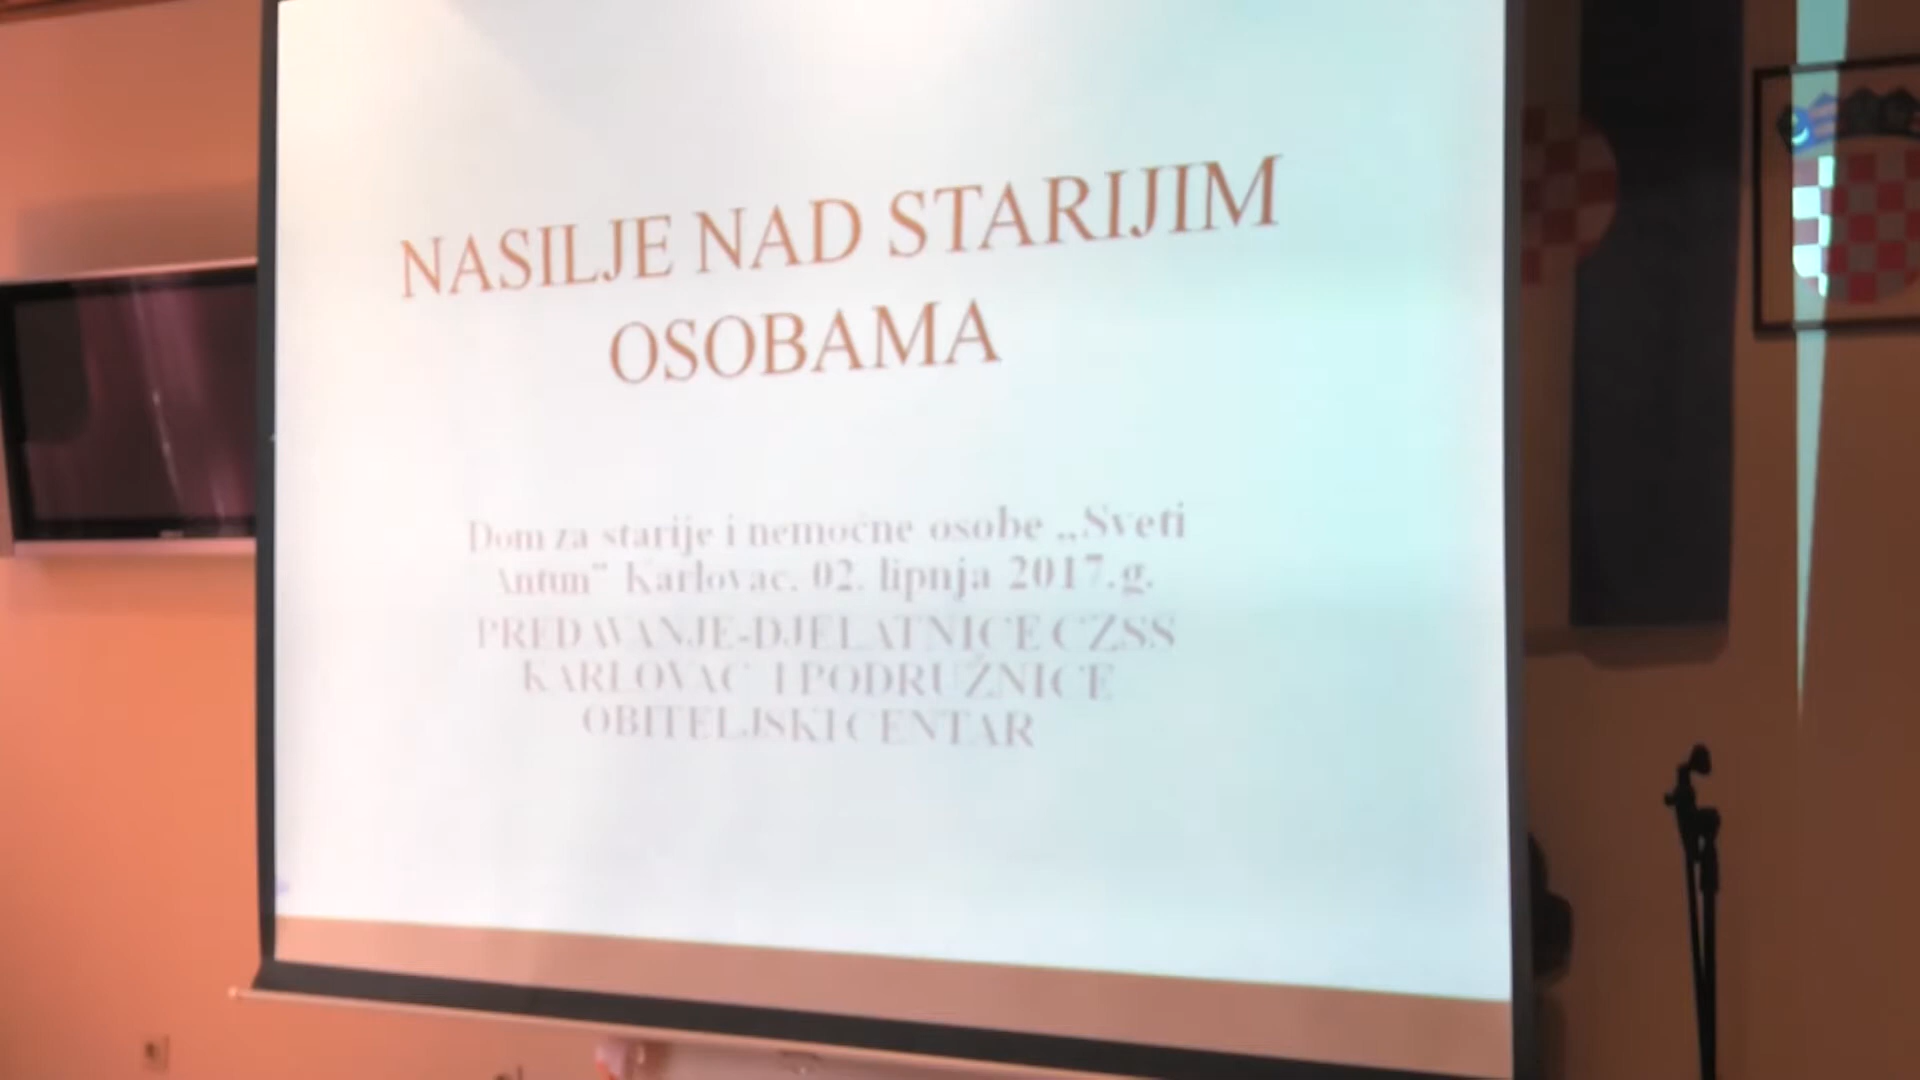 NASILJE NAD STARIJIM
OSOBAMA
Dom za starije i nemoćne osobe „Sveti
Antun" Karlovac. 02. lipnja 2017.g.
PREDAVANJE-DJELATNICE CZSS
KARLOVAC I PODRUŽNICE
OBITELJSKI CENTAR